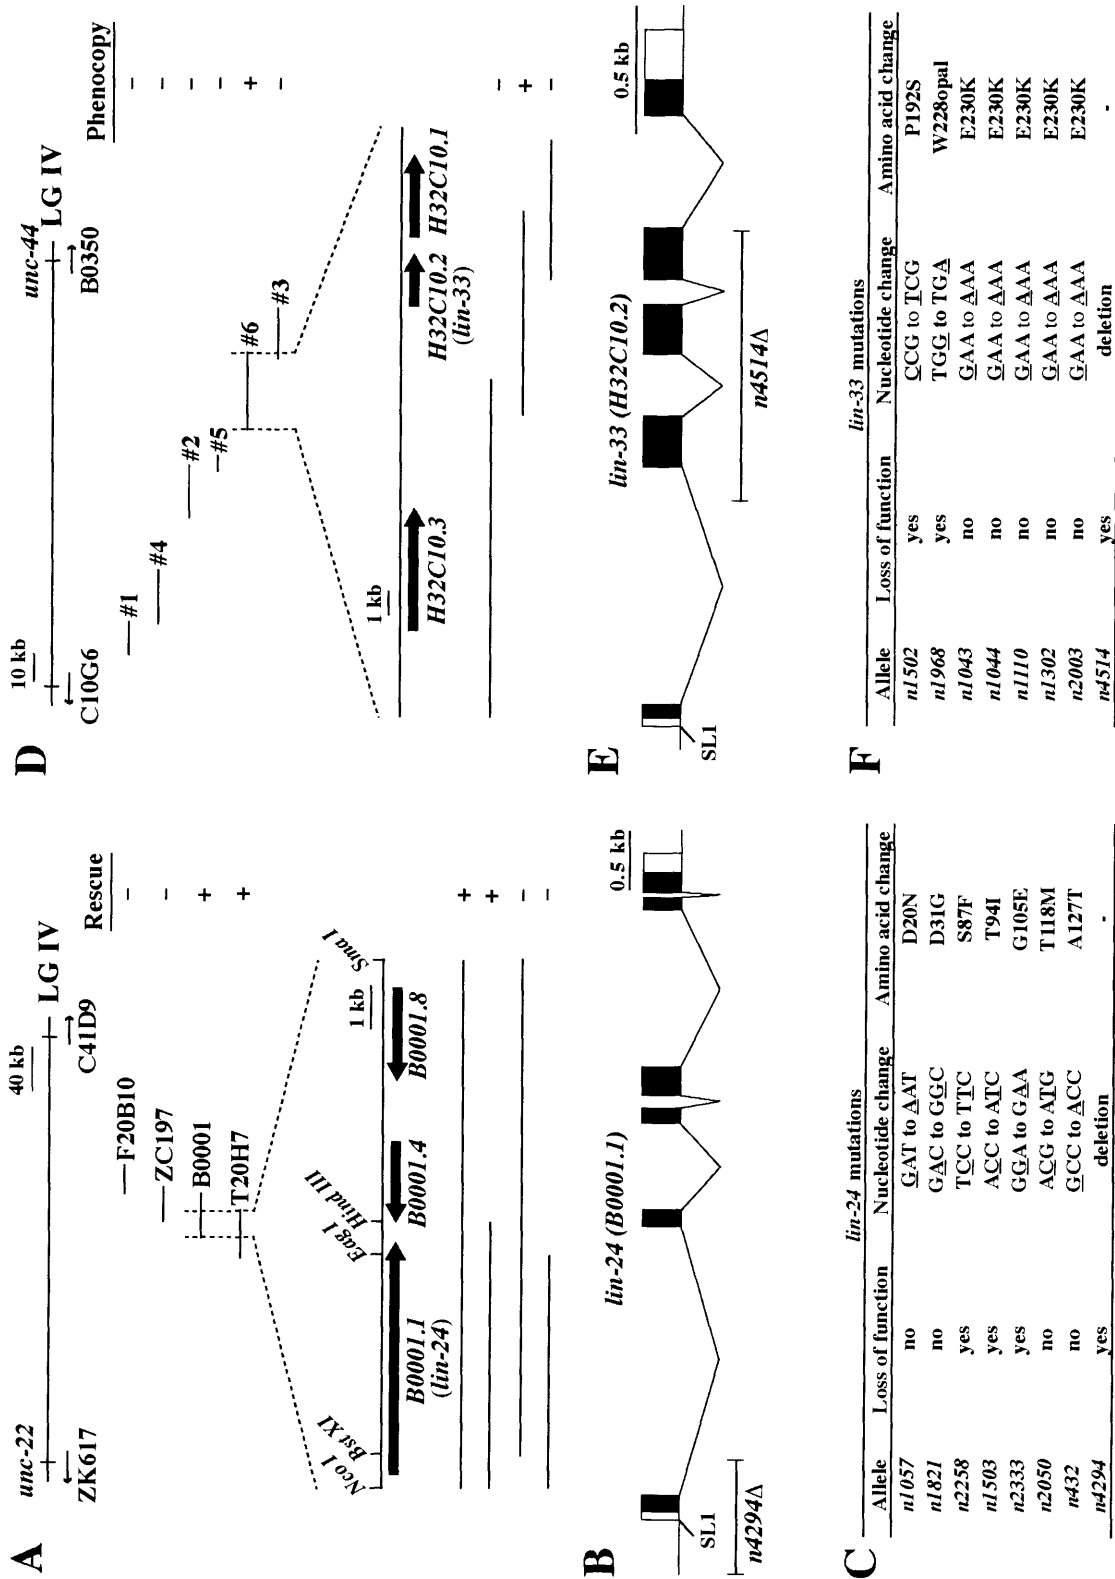 A
unc-22
40 kb
LG IV
ZK617
C41D9
Rescue
F20B10 -
ZC197 -
B0001 +
T20H7 +
Nco I
Bst XI
Eag I
Hind III
Sma I
1 kb
B0001.1
(lin-24)
B0001.4
B0001.8
+
+
-
-
B
lin-24 (B0001.1)
0.5 kb
SL1
n4294Δ
C
lin-24 mutations
Allele Loss of function Nucleotide change Amino acid change
n1057 no GAT to AAT D20N
n1821 no GAC to GGC D31G
n2258 yes TCC to TTC S87F
n1503 yes ACC to ATC T94I
n2333 yes GGA to GAA G105E
n2050 no ACG to ATG T118M
n432 no GCC to ACC A127T
n4294 yes deletion -
D
10 kb
unc-44
LG IV
C10G6
B0350
Phenocopy
#1 -
#4 -
#2 -
#5 -
#6 +
#3 -
1 kb
H32C10.3
H32C10.2
(lin-33)
H32C10.1
-
+
-
E
lin-33 (H32C10.2)
0.5 kb
SL1
n4514Δ
F
lin-33 mutations
Allele Loss of function Nucleotide change Amino acid change
n1502 yes CCG to TCG P192S
n1968 yes TGG to TGA W228opal
n1043 no GAA to AAA E230K
n1044 no GAA to AAA E230K
n1110 no GAA to AAA E230K
n1302 no GAA to AAA E230K
n2003 no GAA to AAA E230K
n4514 yes deletion -